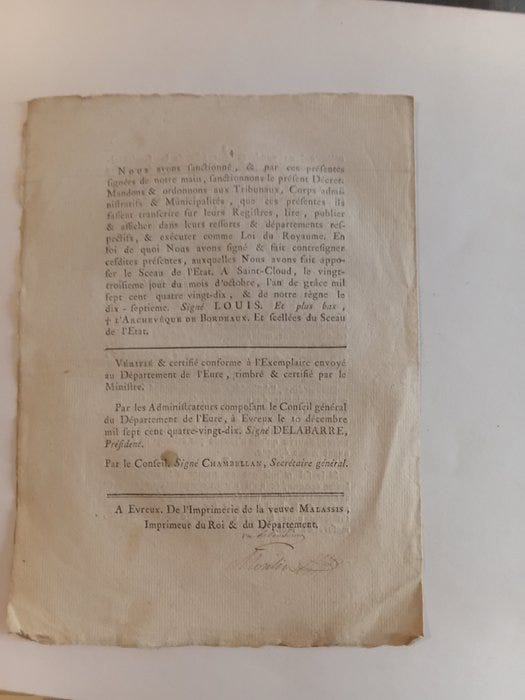 4
Nous avons ſanctionné, & par ces préſentes
ſignées de notre main, ſanctionnons le préſent Décret.
Mandons & ordonnons aux Tribunaux, Corps admi
niſtratifs & Municipalités, que ces préſentes ils
faſſent tranſcrire ſur leurs Regiſtres, lire, publier
& afficher dans leurs reſſorts & départements reſ-
pectifs, & exécuter comme Loi du Royaume. En
foi de quoi Nous avons ſigné & fait contreſigner
ceſdites préſentes, auxquelles Nous avons fait appo-
ſer le Sceau de l'Etat. A Saint-Cloud, le vingt-
troiſieme jour du mois d'octobre, l'an de grâce mil
ſept cent quatre vingt-dix, & de notre règne le
dix-ſeptieme. Signé LOUIS. Et plus bas,
† L'ARCHEVÊQUE DE BORDEAUX. Et ſcellées du Sceau
de l'Etat.
VÉRIFIÉ & certifié conforme à l'Exemplaire envoyé
au Département de l'Eure, timbré & certifié par le
Miniſtre.
Par les Adminiſtrateurs compoſant le Conſeil général
du Département de l'Eure, à Evreux le 10 décembre
mil ſept cent quatre-vingt-dix. Signé DELABARRE,
Préſident.
Par le Conſeil. Signé CHAMBELLAN, Secrétaire général.
A EVREUX. De l'Imprimerie de la veuve MALASSIS,
Imprimeur du Roi & du Département.